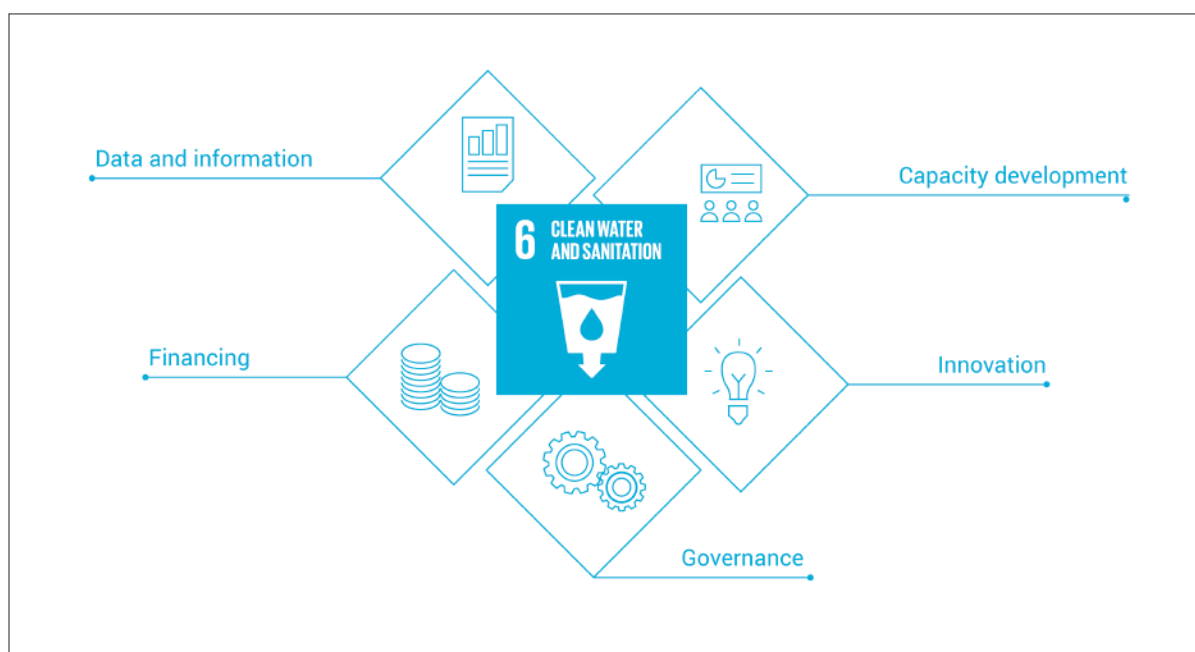 Data and information
Capacity development
6 CLEAN WATER
AND SANITATION
Financing
Innovation
Governance